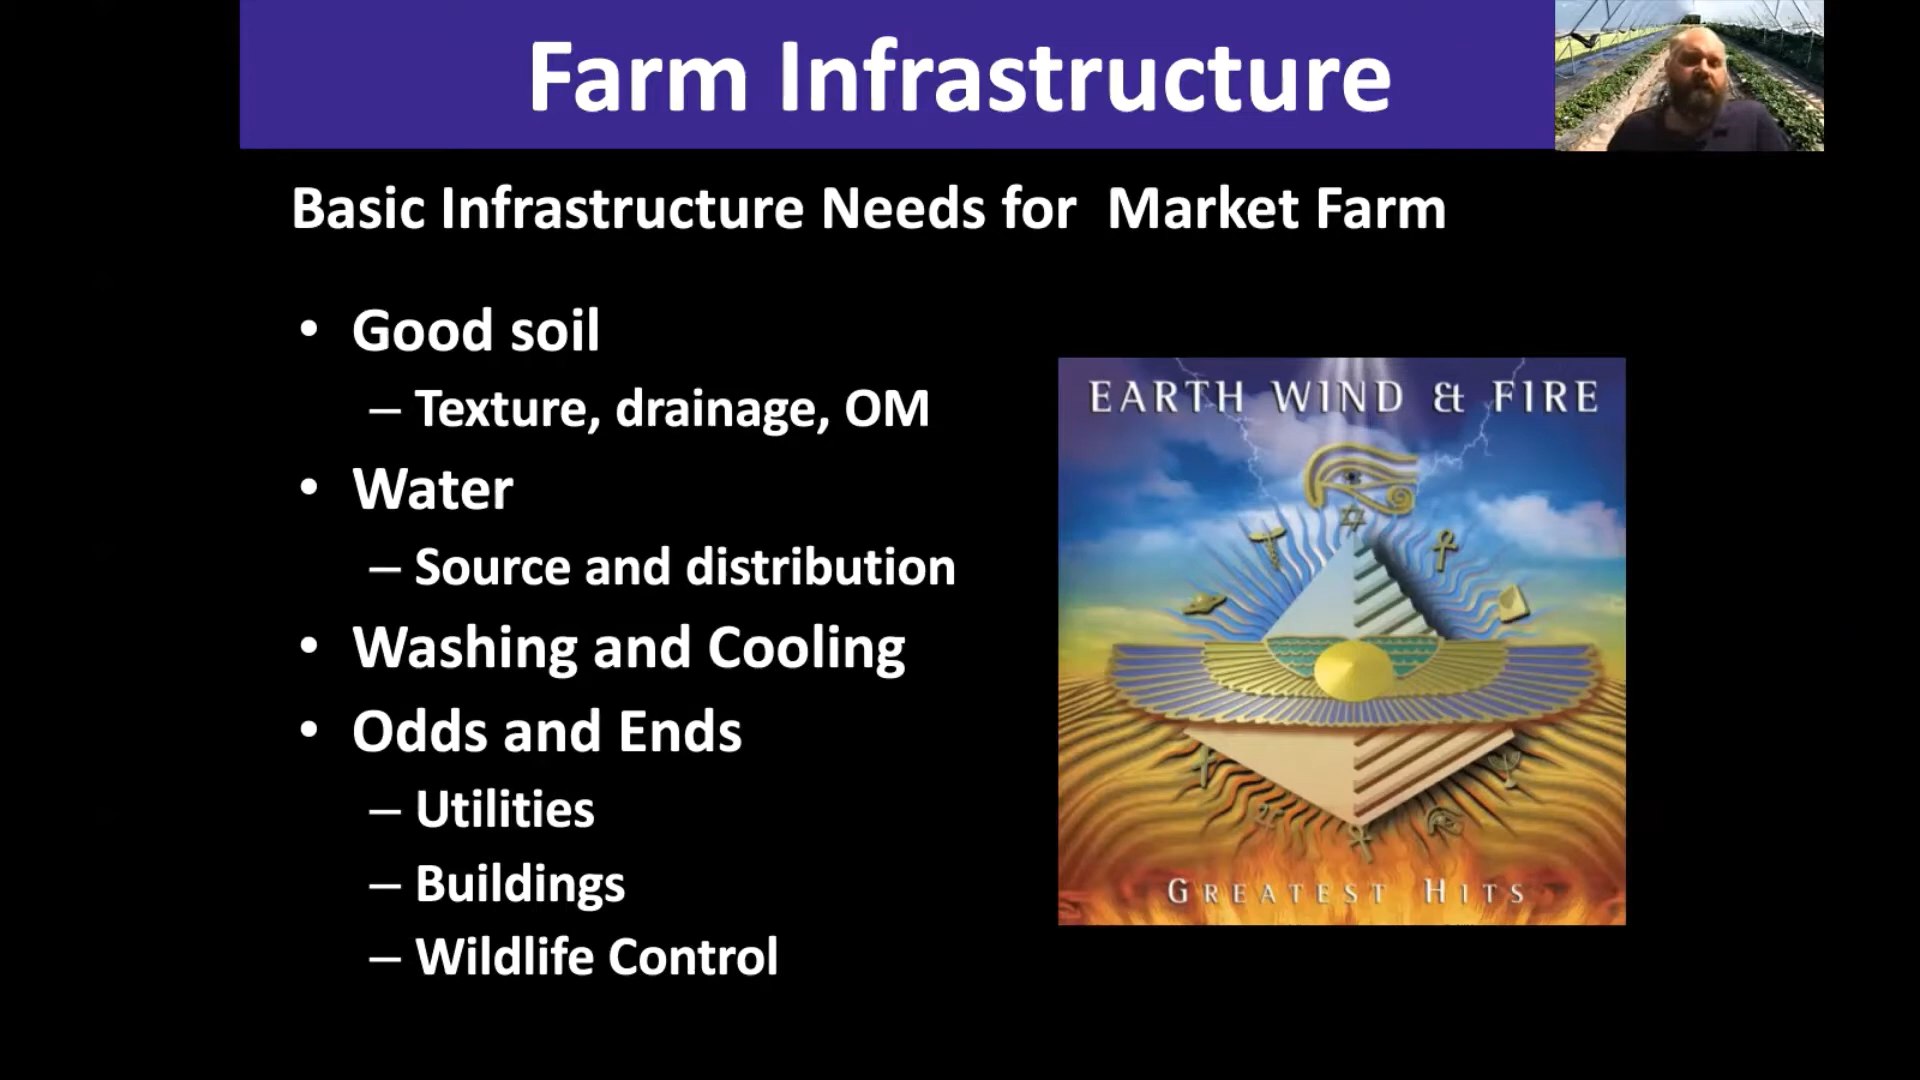 Farm Infrastructure
Basic Infrastructure Needs for  Market Farm
• Good soil
– Texture, drainage, OM
• Water
– Source and distribution
• Washing and Cooling
• Odds and Ends
– Utilities
– Buildings
– Wildlife Control
EARTH WIND & FIRE
GREATEST HITS